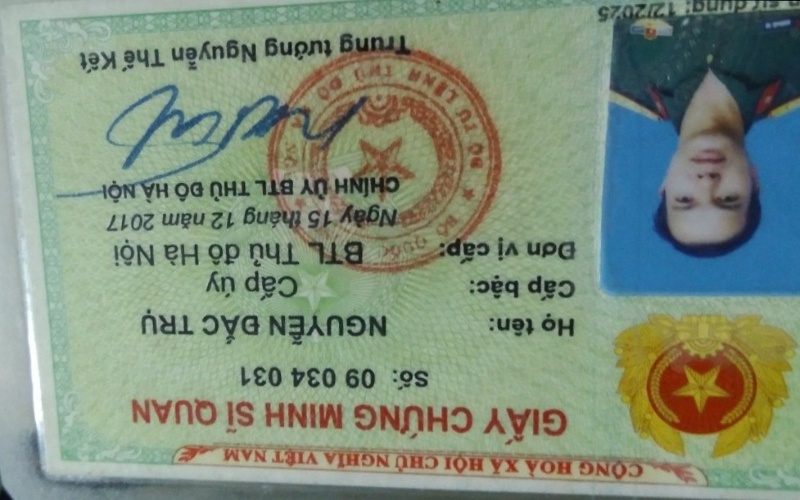 CỘNG HOÀ XÃ HỘI CHỦ NGHĨA VIỆT NAM
GIẤY CHỨNG MINH SĨ QUAN
Số: 09 034 031
Họ tên: NGUYỄN ĐẮC TRỤ
Cấp bậc: Cấp úy
Đơn vị cấp: BTL Thủ đô Hà Nội
Ngày 15 tháng 12 năm 2017
CHÍNH ỦY BTL THỦ ĐÔ HÀ NỘI
Trung tướng Nguyễn Thế Kết
sử dụng: 12/2025
BỘ QUỐC
BỘ TƯ LỆNH THỦ ĐÔ